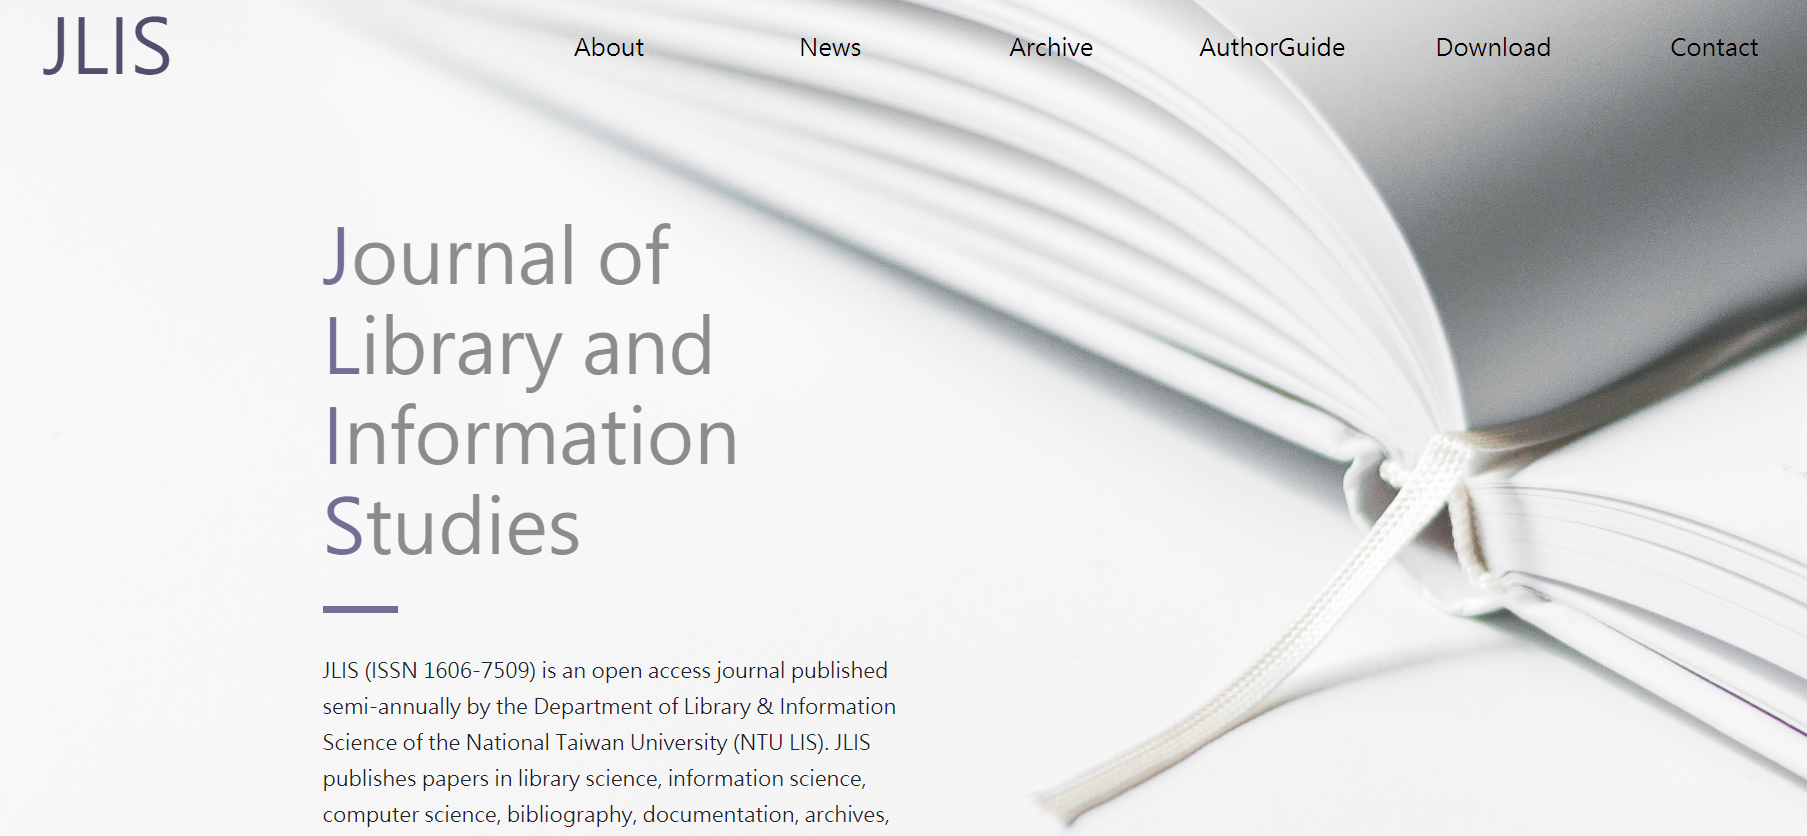 JLIS
About News Archive AuthorGuide Download Contact
Journal of
Library and
Information
Studies
JLIS (ISSN 1606-7509) is an open access journal published
semi-annually by the Department of Library & Information
Science of the National Taiwan University (NTU LIS). JLIS
publishes papers in library science, information science,
computer science, bibliography, documentation, archives,